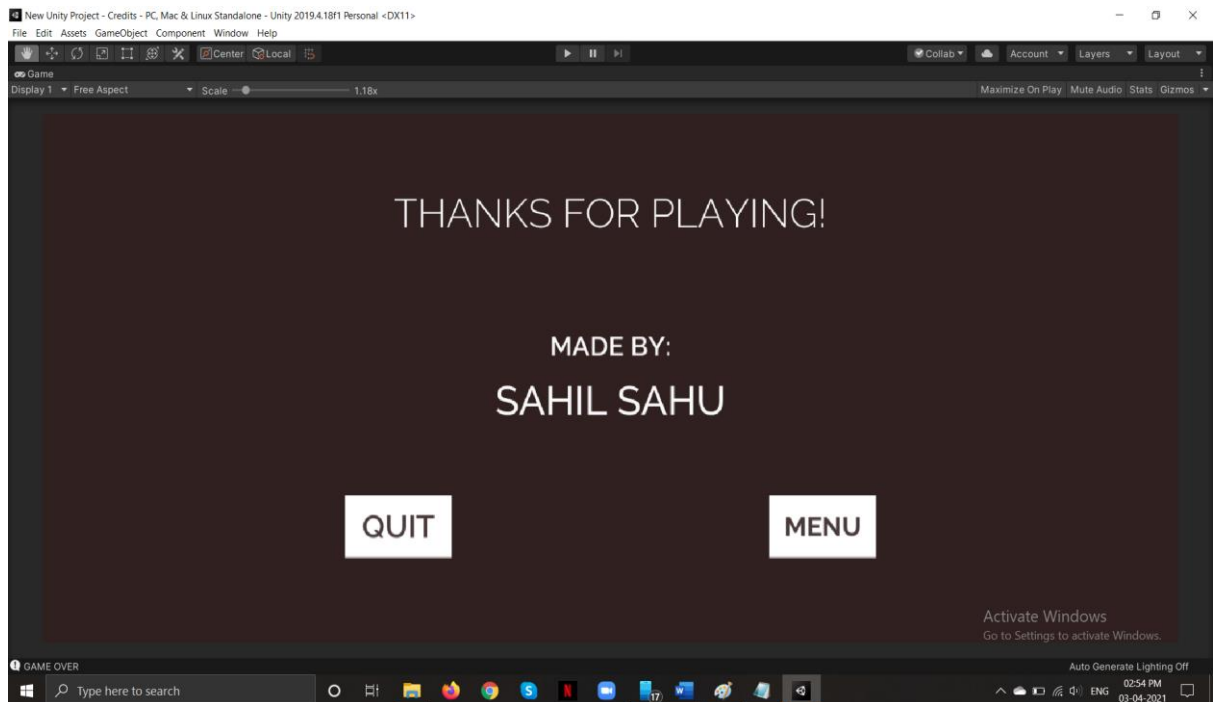 New Unity Project - Credits - PC, Mac & Linux Standalone - Unity 2019.4.18f1 Personal <DX11>
File Edit Assets GameObject Component Window Help
Center Local Collab Account Layers Layout
Game
Display 1 Free Aspect Scale 1.18x Maximize On Play Mute Audio Stats Gizmos
THANKS FOR PLAYING!
MADE BY:
SAHIL SAHU
QUIT MENU
Activate Windows
Go to Settings to activate Windows.
GAME OVER Auto Generate Lighting Off
Type here to search 17 ENG 02:54 PM
03-04-2021